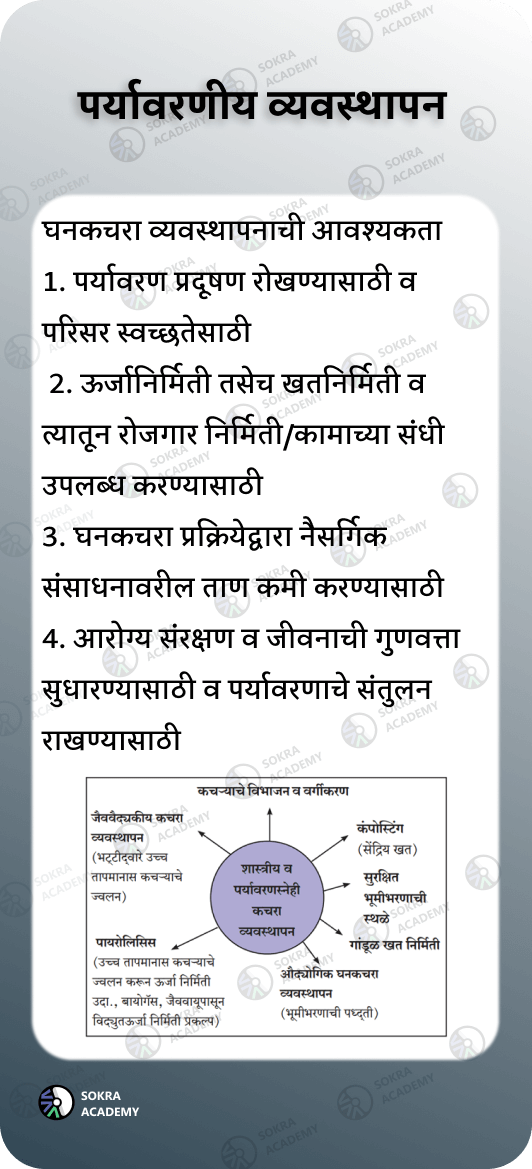 पर्यावरणीय व्यवस्थापन
घनकचरा व्यवस्थापनाची आवश्यकता
1. पर्यावरण प्रदूषण रोखण्यासाठी व
परिसर स्वच्छतेसाठी
2. ऊर्जानिर्मिती तसेच खतनिर्मिती व
त्यातून रोजगार निर्मिती/कामाच्या संधी
उपलब्ध करण्यासाठी
3. घनकचरा प्रक्रियेद्वारा नैसर्गिक
संसाधनावरील ताण कमी करण्यासाठी
4. आरोग्य संरक्षण व जीवनाची गुणवत्ता
सुधारण्यासाठी व पर्यावरणाचे संतुलन
राखण्यासाठी
कचऱ्याचे विभाजन व वर्गीकरण
जैववैद्यकीय कचरा
व्यवस्थापन
(भट्टीद्वारे उच्च
तापमानास कचऱ्याचे
ज्वलन)
कंपोस्टिंग
(सेंद्रिय खत)
सुरक्षित
भूमीभरणाची
स्थळे
शास्त्रीय व
पर्यावरणस्नेही
कचरा
व्यवस्थापन
गांडूळ खत निर्मिती
पायरोलिसिस
(उच्च तापमानास कचऱ्याचे
ज्वलन करून ऊर्जा निर्मिती
उदा., बायोगॅस, जैववायूपासून
विद्युतऊर्जा निर्मिती प्रकल्प)
औद्योगिक घनकचरा
व्यवस्थापन
(भूमीभरणाची पध्द्ती)
SOKRA
ACADEMY